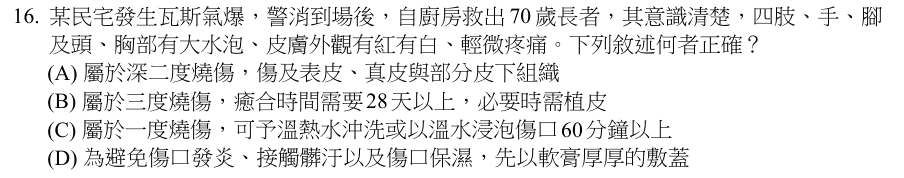 16. 某民宅發生瓦斯氣爆，警消到場後，自廚房救出 70 歲長者，其意識清楚，四肢、手、腳
及頭、胸部有大水泡、皮膚外觀有紅有白、輕微疼痛。下列敘述何者正確？
(A) 屬於深二度燒傷，傷及表皮、真皮與部分皮下組織
(B) 屬於三度燒傷，癒合時間需要 28 天以上，必要時需植皮
(C) 屬於一度燒傷，可予溫熱水沖洗或以溫水浸泡傷口 60 分鐘以上
(D) 為避免傷口發炎、接觸髒汙以及傷口保濕，先以軟膏厚厚的敷蓋